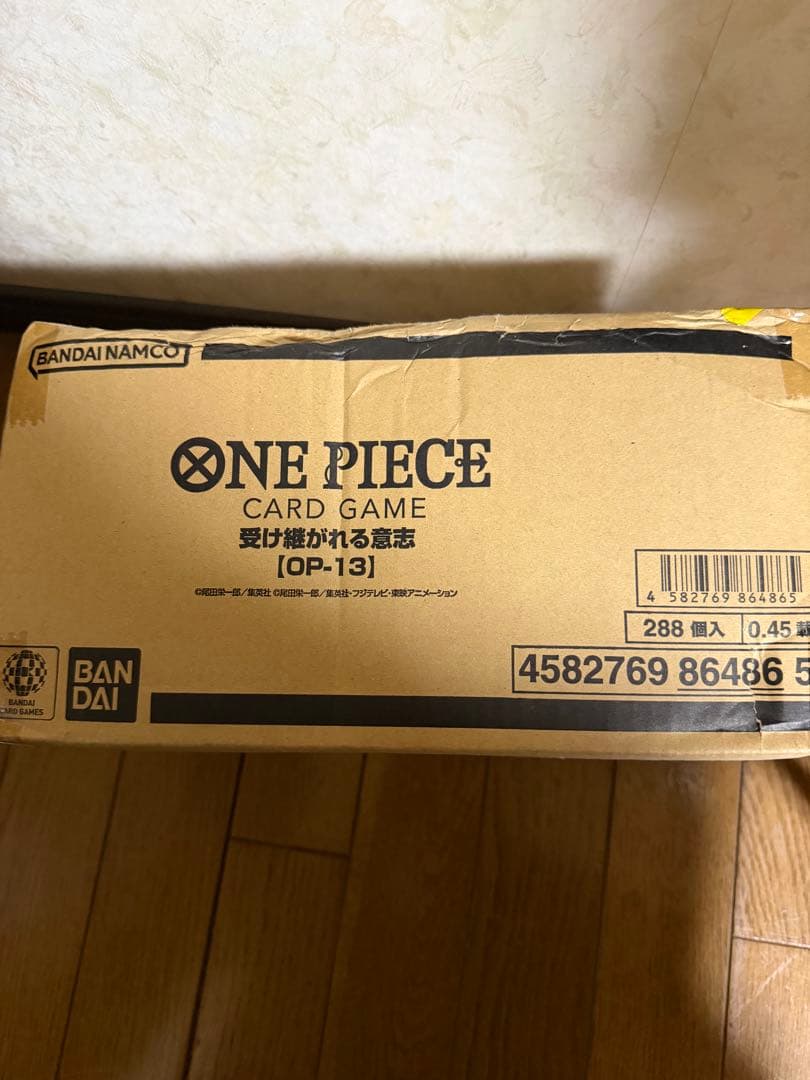 BANDAI NAMCO
ONE PIECE
CARD GAME
受け継がれる意志
【OP-13】
©尾田栄一郎／集英社 ©尾田栄一郎／集英社・フジテレビ・東映アニメーション
4 582769 864865
288 個入
0.45
4582769 86486 5
BANDAI
CARD GAMES
BAN
DAI